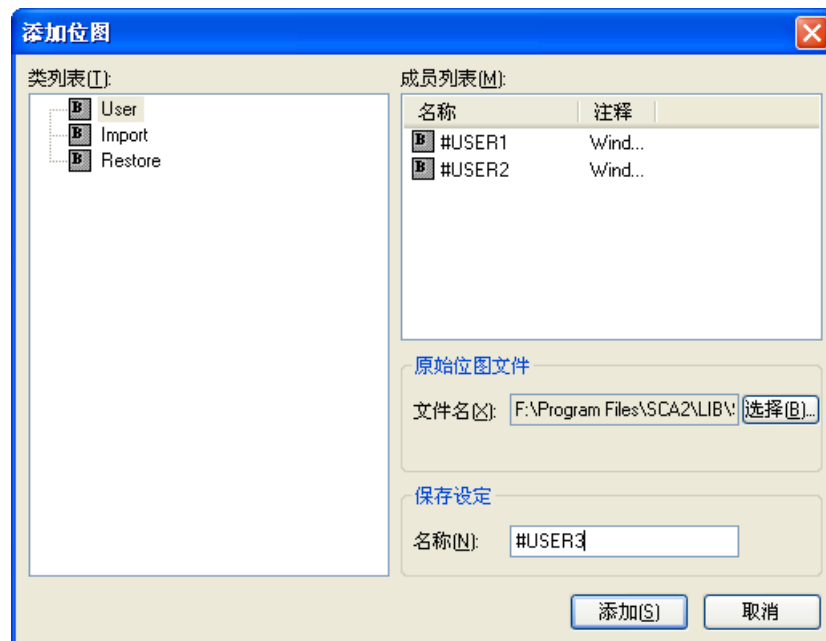 添加位图
类列表(T):
User
Import
Restore
成员列表(M):
名称 注释
#USER1 Wind...
#USER2 Wind...
原始位图文件
文件名(X): F:\Program Files\SCA2\LIB\ 选择(B)...
保存设定
名称(N): #USER3
添加(S) 取消